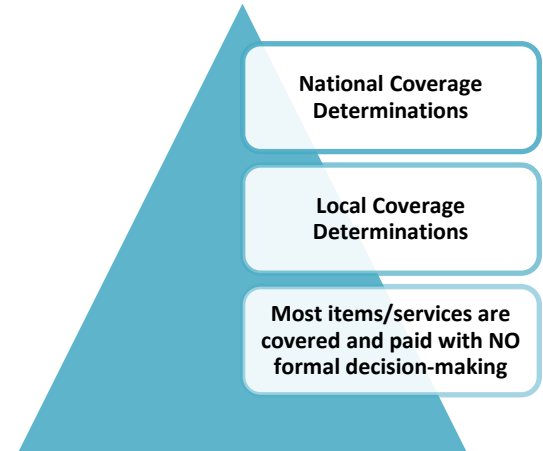 National Coverage
Determinations
Local Coverage
Determinations
Most items/services are
covered and paid with NO
formal decision-making